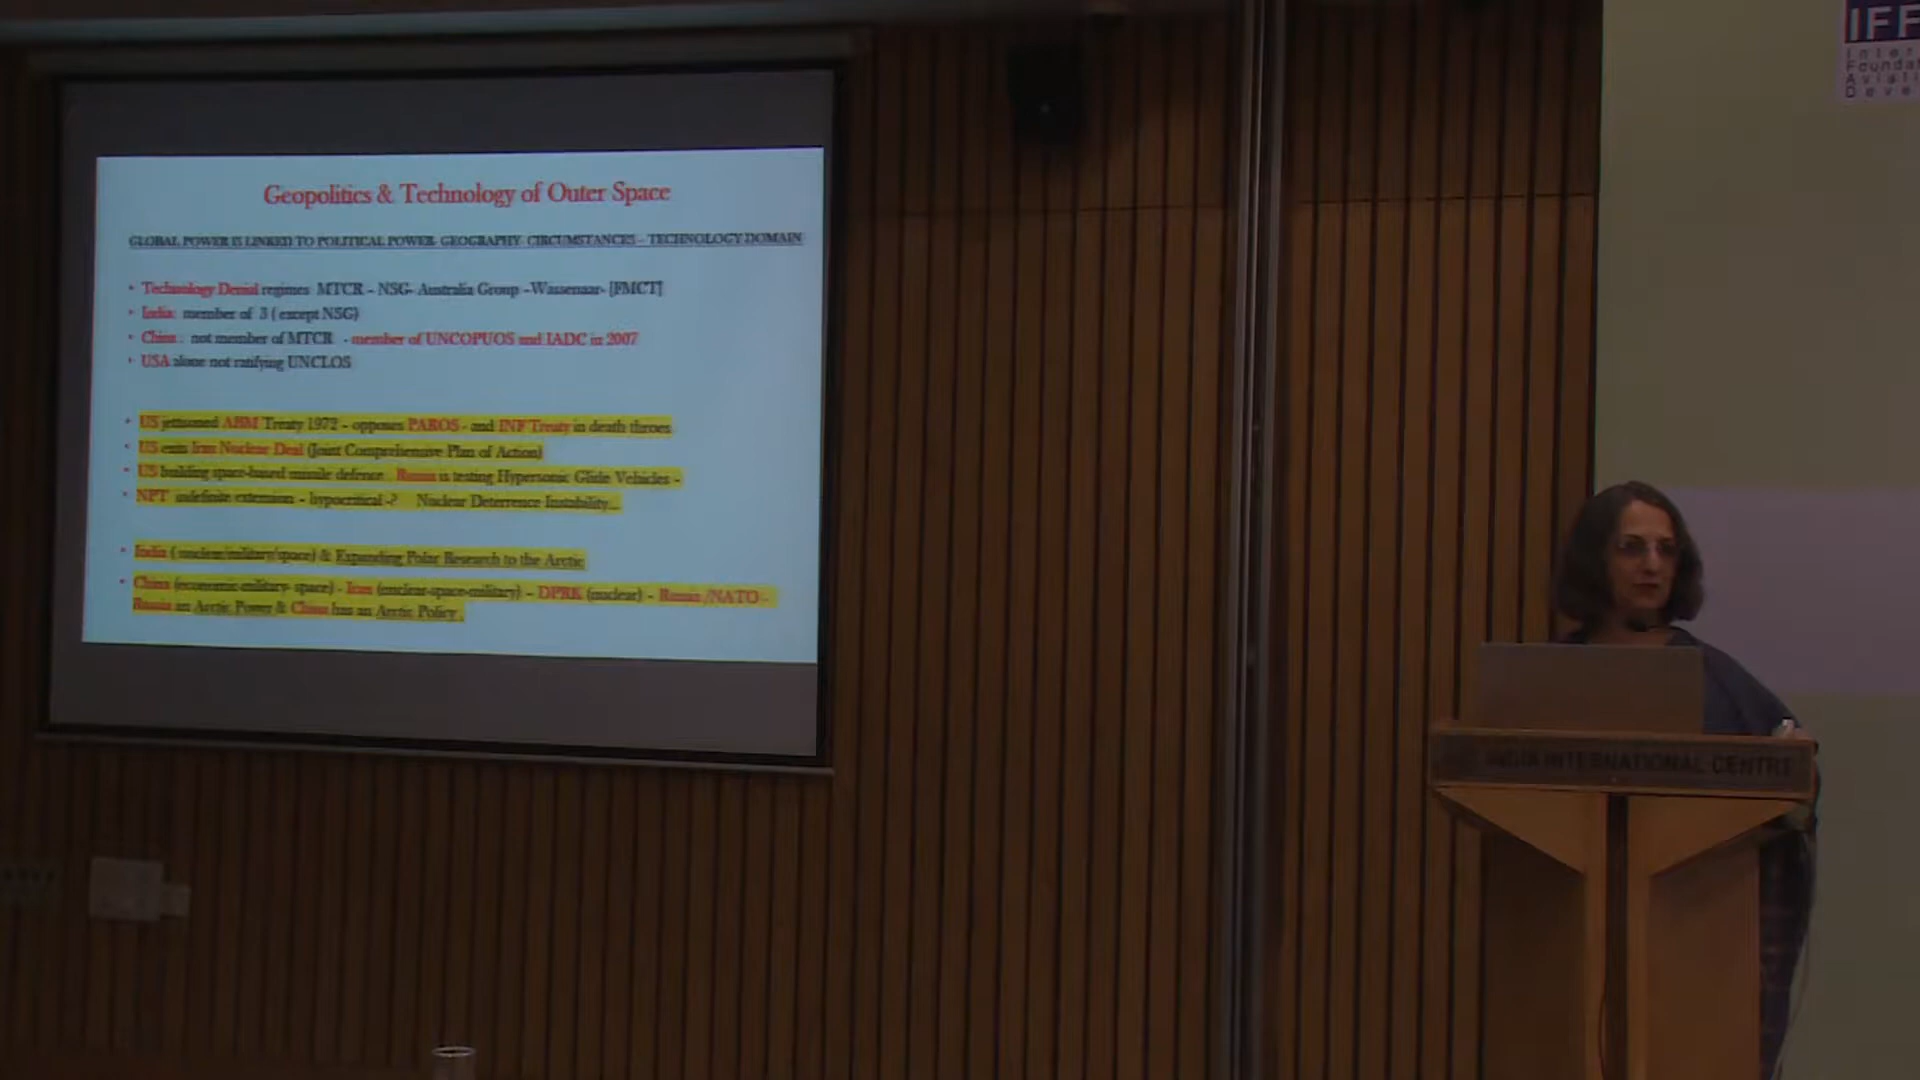 Geopolitics & Technology of Outer Space
GLOBAL POWER IS LINKED TO POLITICAL POWER GEOGRAPHY CIRCUMSTANCES - TECHNOLOGY DOMAIN
• Technology Denial regimes MTCR - NSG- Australia Group -Wassenaar- [FMCT]
• India: member of 3 ( except NSG)
• China : not member of MTCR - member of UNCOPUOS and IADC in 2007
• USA alone not ratifying UNCLOS
• US jettisoned ABM Treaty 1972 - opposes PAROS - and INF Treaty in death throes
• US exits Iran Nuclear Deal (Joint Comprehensive Plan of Action)
• US building space-based missile defence Russia is testing Hypersonic Glide Vehicles -
• NPT indefinite extension - hypocritical -? Nuclear Deterrence Instability...
• India ( nuclear/military/space) & Expanding Polar Research to the Arctic
• China (economic-military- space) - Iran (nuclear-space-military) - DPRK (nuclear) - Russia /NATO -
Russia an Arctic Power & China has an Arctic Policy .
IFF
Inter
Founda
Aviati
Deve
INDIA INTERNATIONAL CENTRE